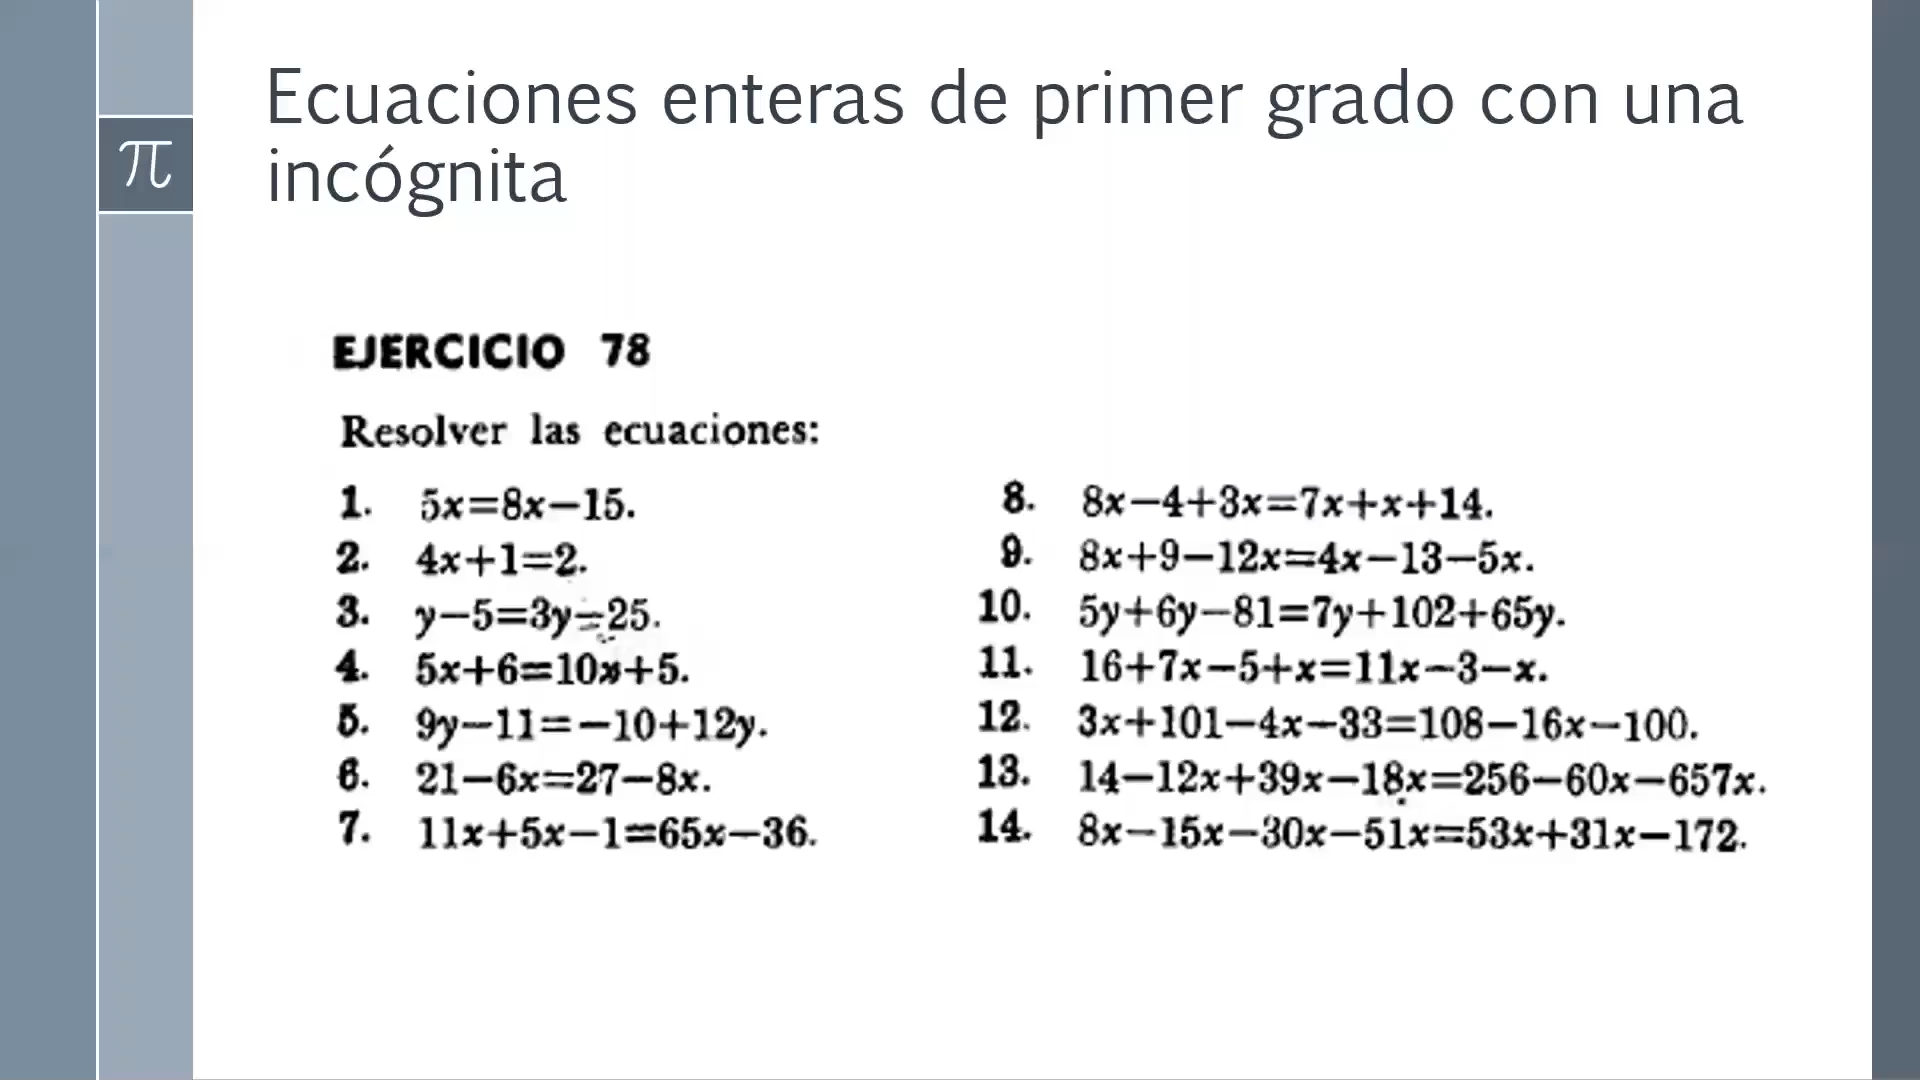 π
Ecuaciones enteras de primer grado con una
incógnita
EJERCICIO 78
Resolver las ecuaciones:
1. 5x=8x−15.
2. 4x+1=2.
3. y−5=3y−25.
4. 5x+6=10x+5.
5. 9y−11=−10+12y.
6. 21−6x=27−8x.
7. 11x+5x−1=65x−36.
8. 8x−4+3x=7x+x+14.
9. 8x+9−12x=4x−13−5x.
10. 5y+6y−81=7y+102+65y.
11. 16+7x−5+x=11x−3−x.
12. 3x+101−4x−33=108−16x−100.
13. 14−12x+39x−18x=256−60x−657x.
14. 8x−15x−30x−51x=53x+31x−172.